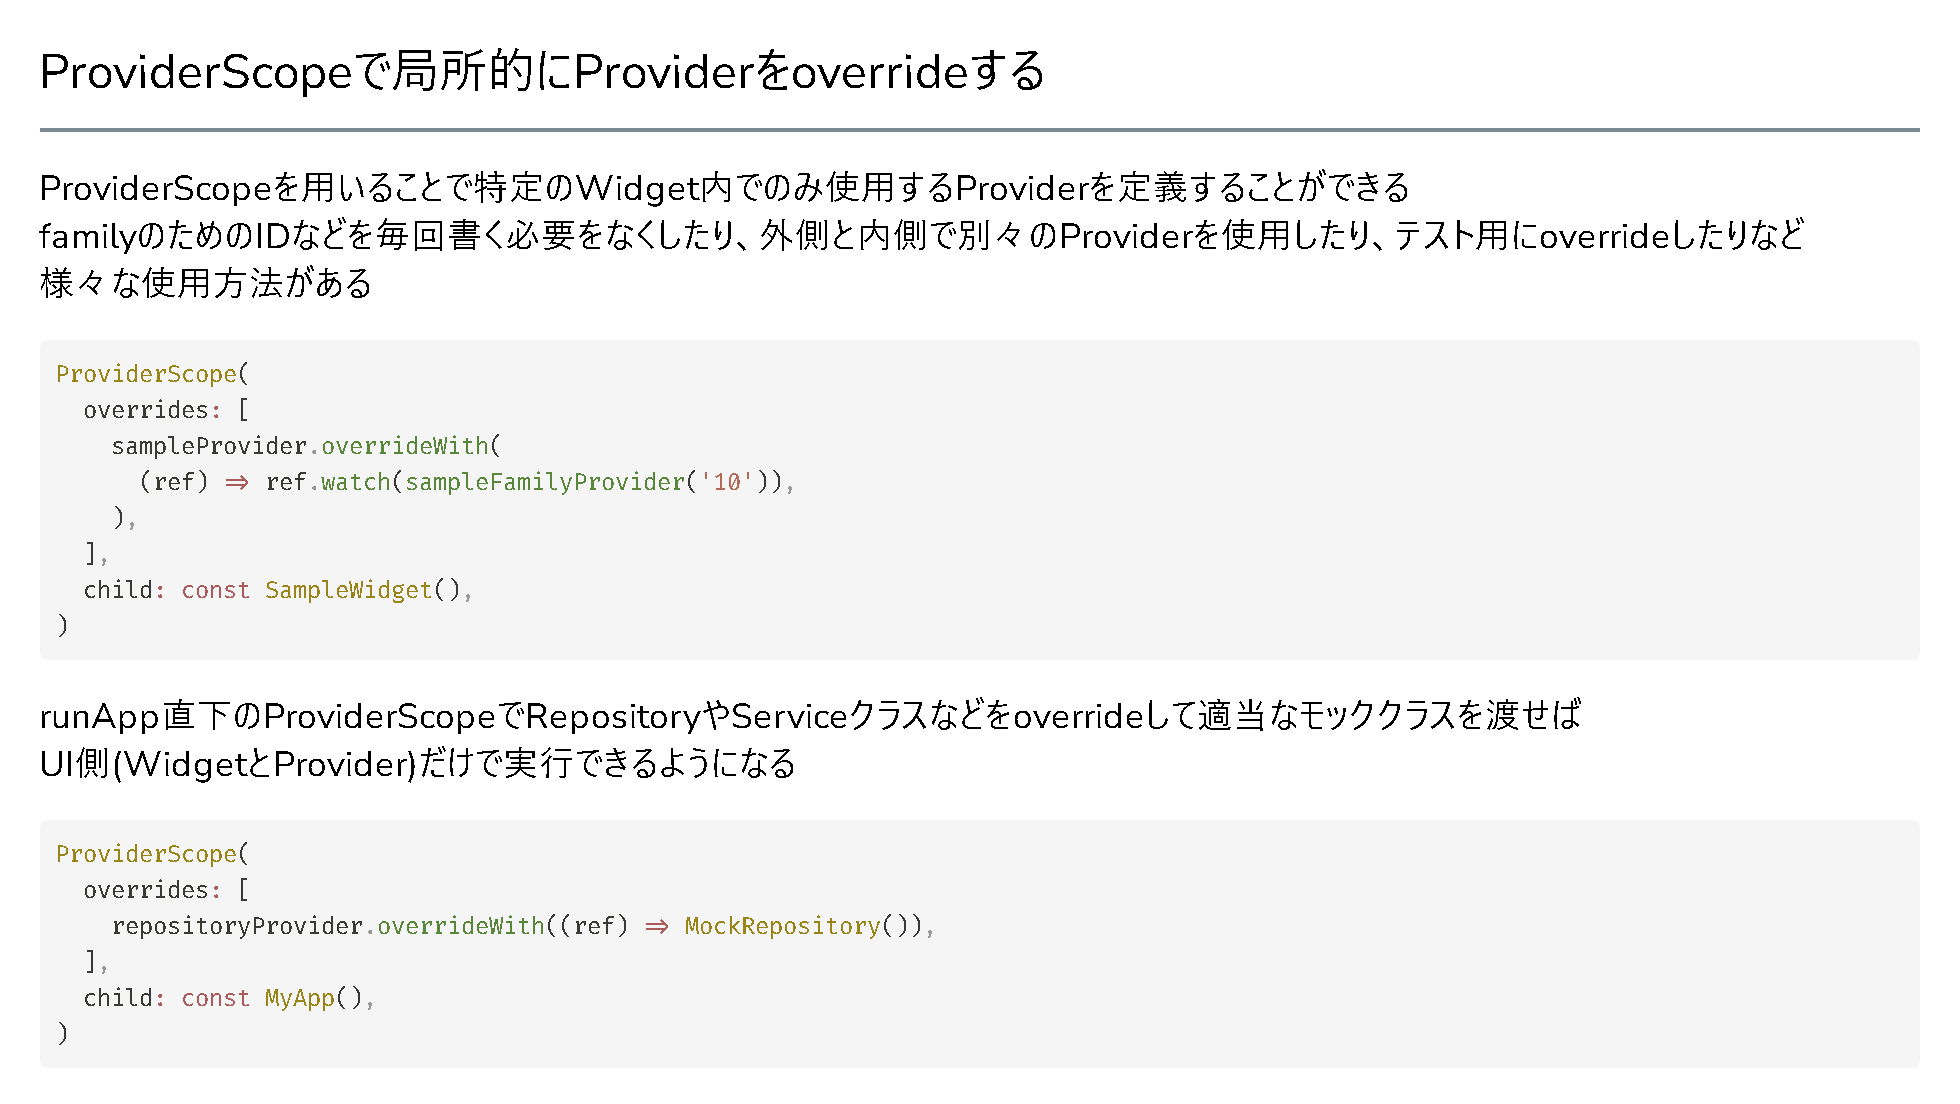 ProviderScopeで局所的にProviderをoverrideする
ProviderScopeを用いることで特定のWidget内でのみ使用するProviderを定義することができる
familyのためのIDなどを毎回書く必要をなくしたり、外側と内側で別々のProviderを使用したり、テスト用にoverrideしたりなど
様々な使用方法がある
ProviderScope(
  overrides: [
    sampleProvider.overrideWith(
      (ref) => ref.watch(sampleFamilyProvider('10')),
    ),
  ],
  child: const SampleWidget(),
)
runApp直下のProviderScopeでRepositoryやServiceクラスなどをoverrideして適当なモッククラスを渡せば
UI側(WidgetとProvider)だけで実行できるようになる
ProviderScope(
  overrides: [
    repositoryProvider.overrideWith((ref) => MockRepository()),
  ],
  child: const MyApp(),
)